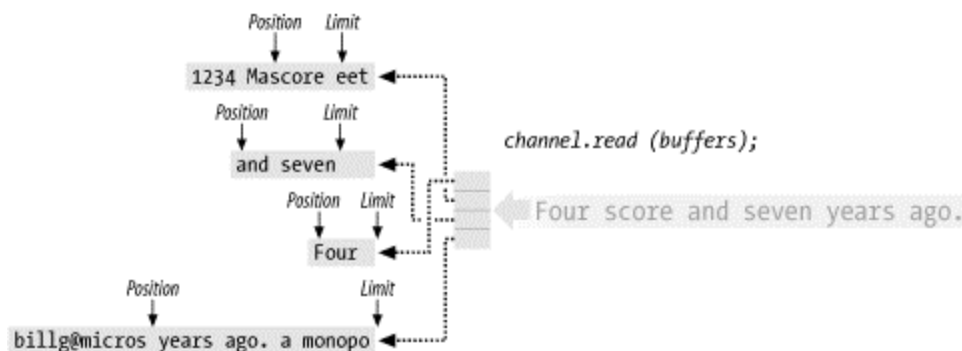 Position Limit
1234 Mascore eet
Position Limit
channel.read (buffers);
and seven
Position Limit
Four score and seven years ago.
Four
Position Limit
billg@micros years ago. a monopo